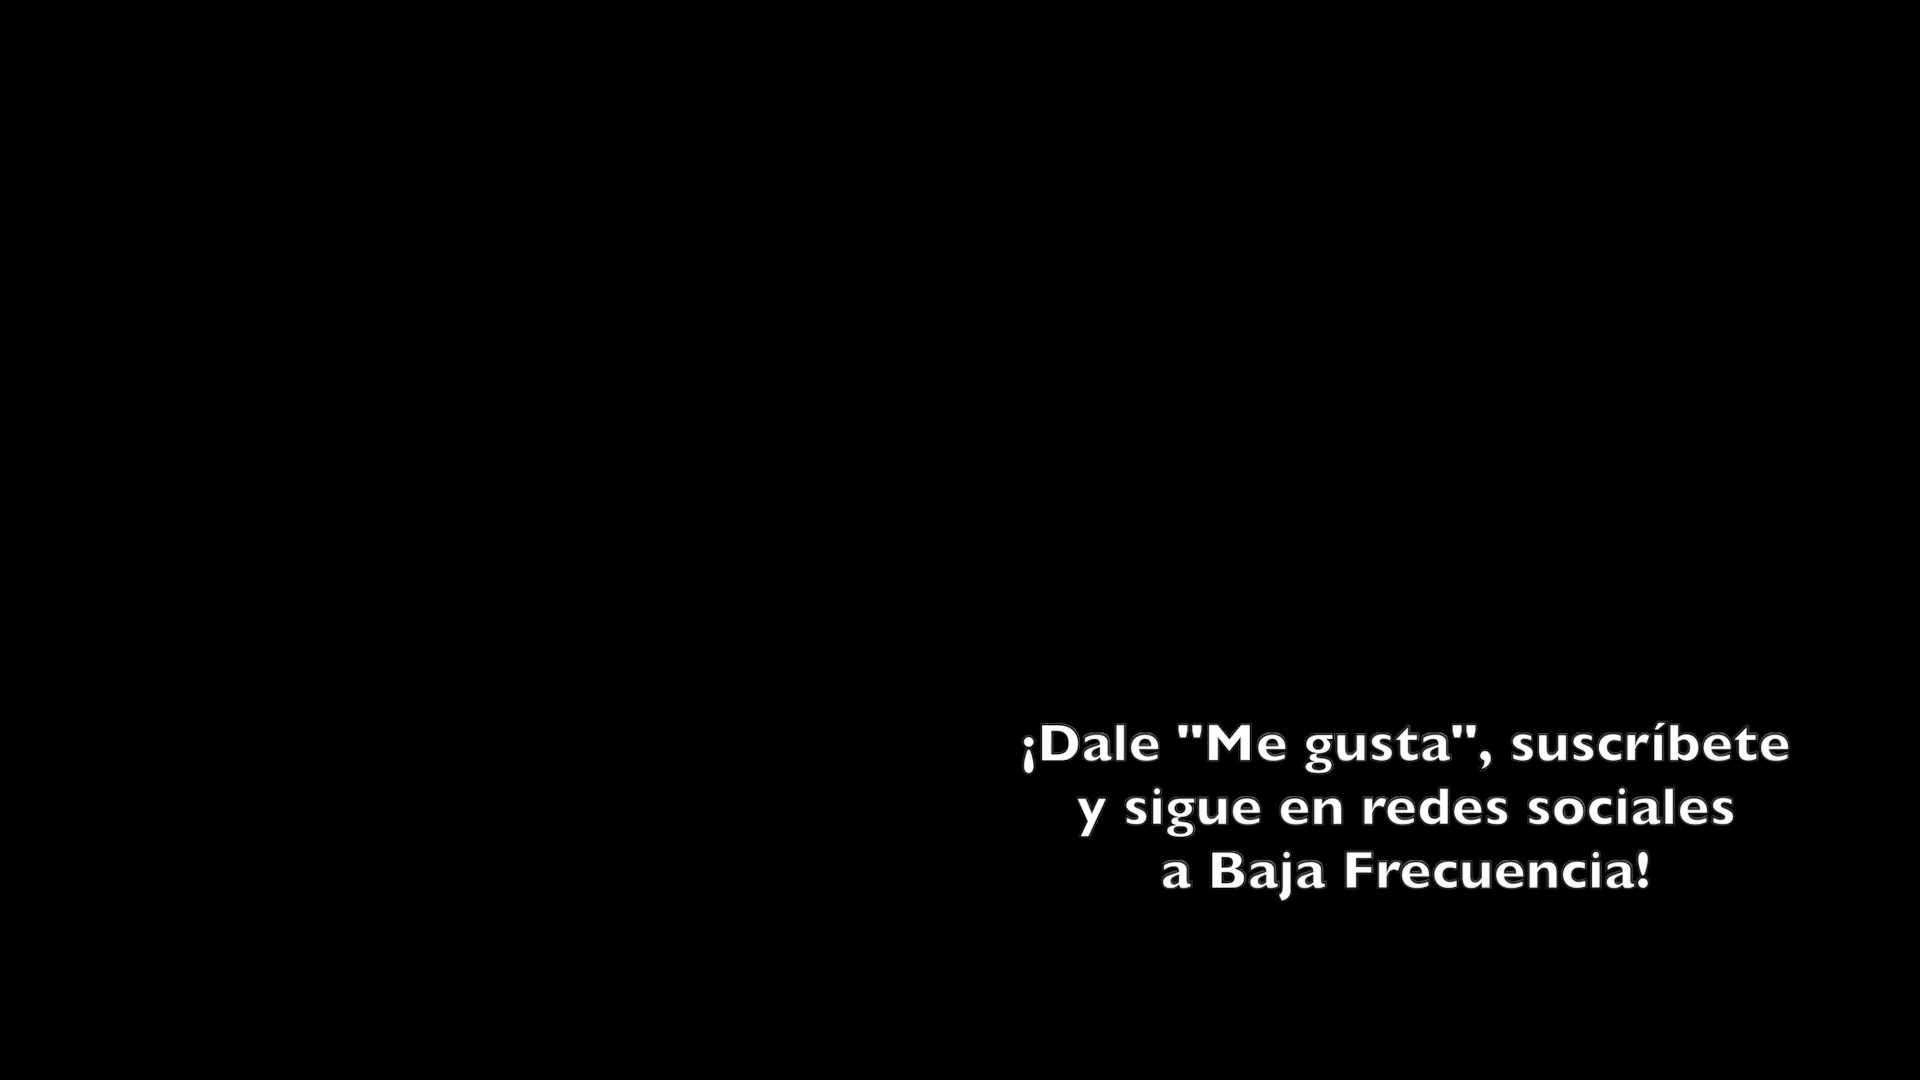 ¡Dale "Me gusta", suscríbete
y sigue en redes sociales
a Baja Frecuencia!